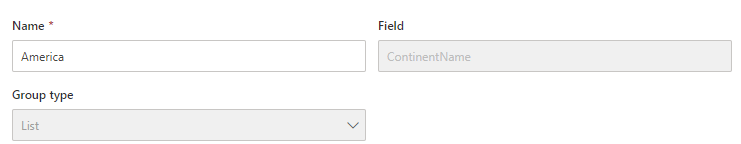 Name *
Field
America
ContinentName
Group type
List